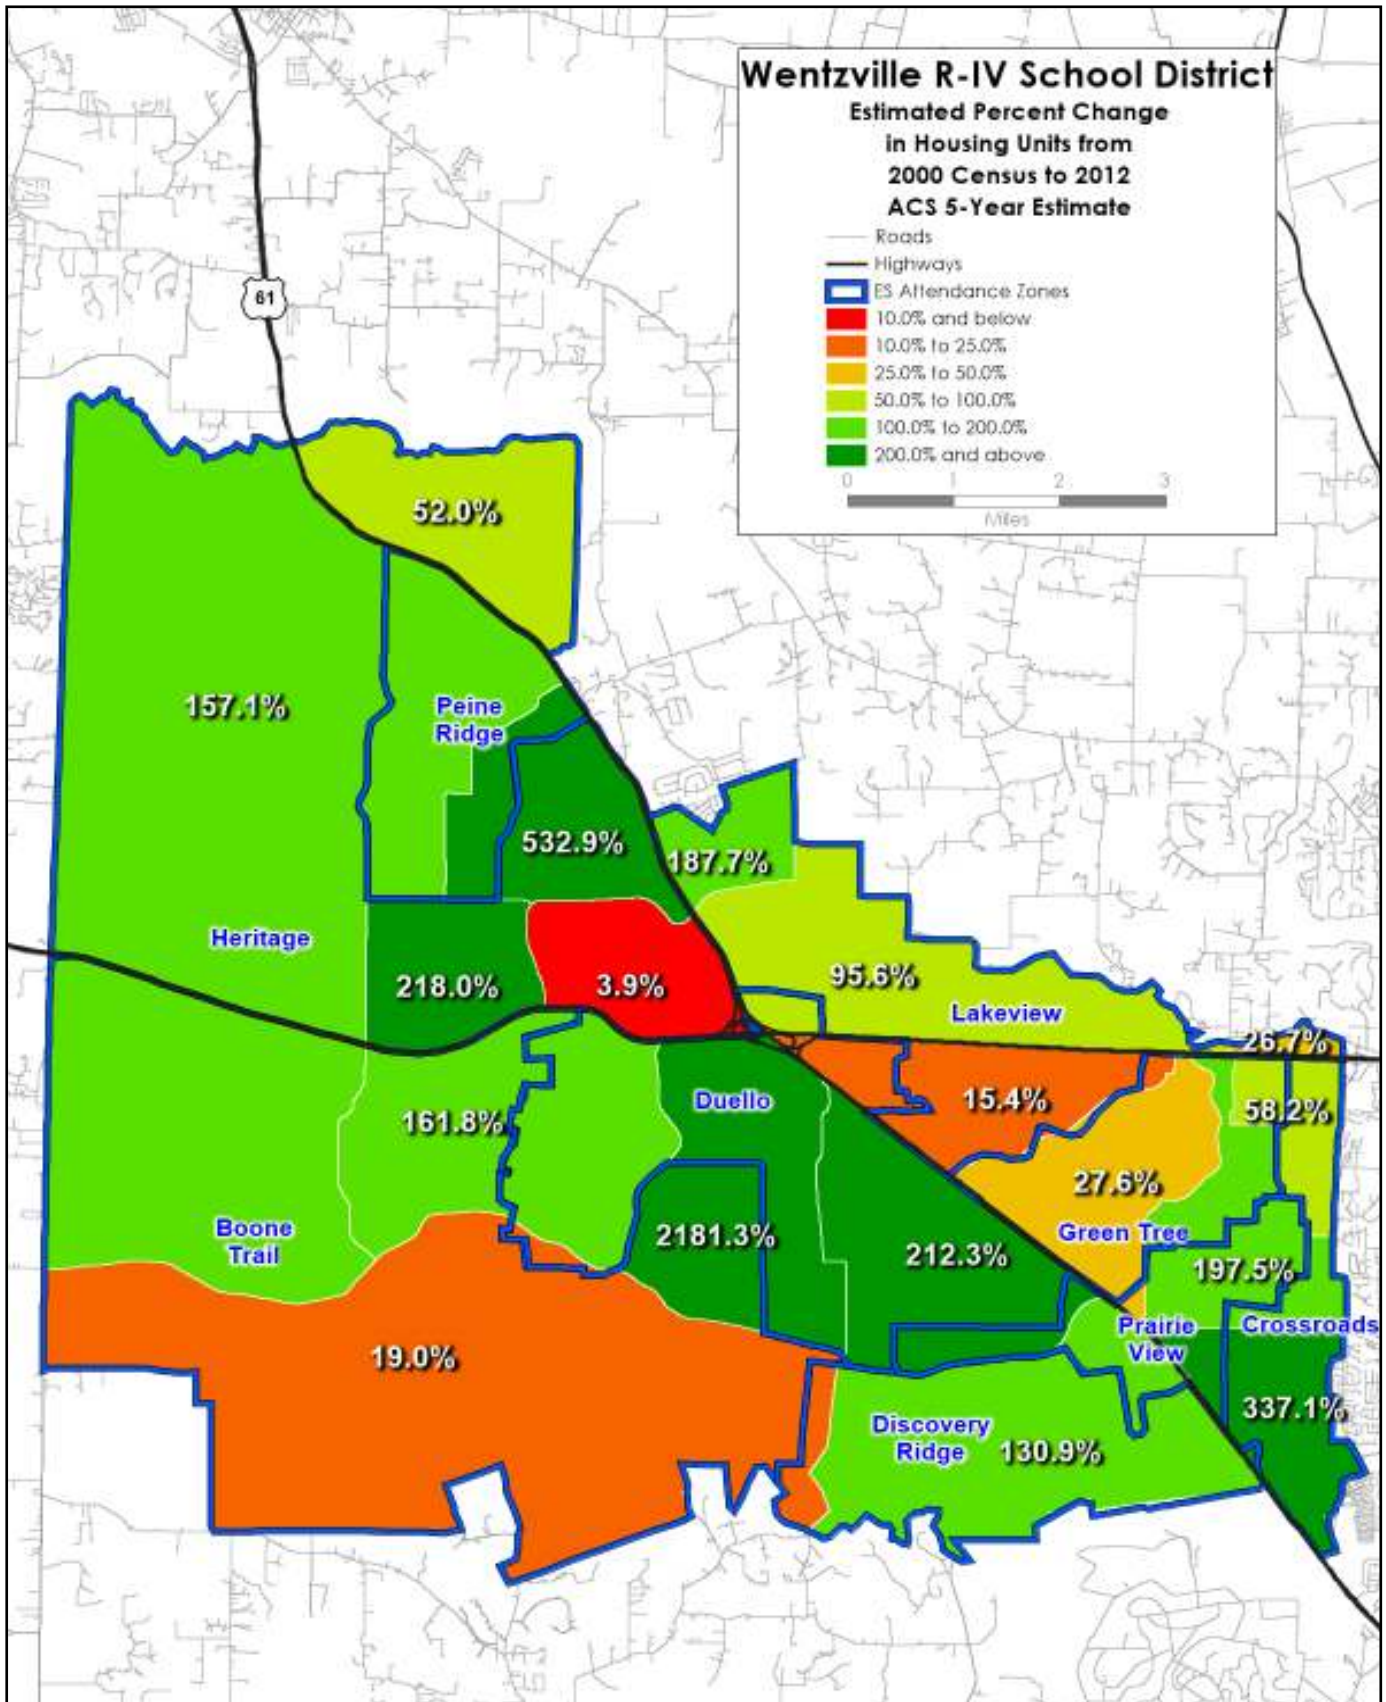 Wentzville R-IV School District
Estimated Percent Change
in Housing Units from
2000 Census to 2012
ACS 5-Year Estimate
Roads
Highways
ES Attendance Zones
10.0% and below
10.0% to 25.0%
25.0% to 50.0%
50.0% to 100.0%
100.0% to 200.0%
200.0% and above
0 1 2 3
Miles
61
52.0%
157.1%
Peine
Ridge
532.9%
187.7%
Heritage
218.0%
3.9%
95.6%
Lakeview
26.7%
Duello
15.4%
58.2%
161.8%
27.6%
Boone
Trail
2181.3%
212.3%
Green Tree
197.5%
19.0%
Prairie
View
Crossroads
337.1%
Discovery
Ridge
130.9%